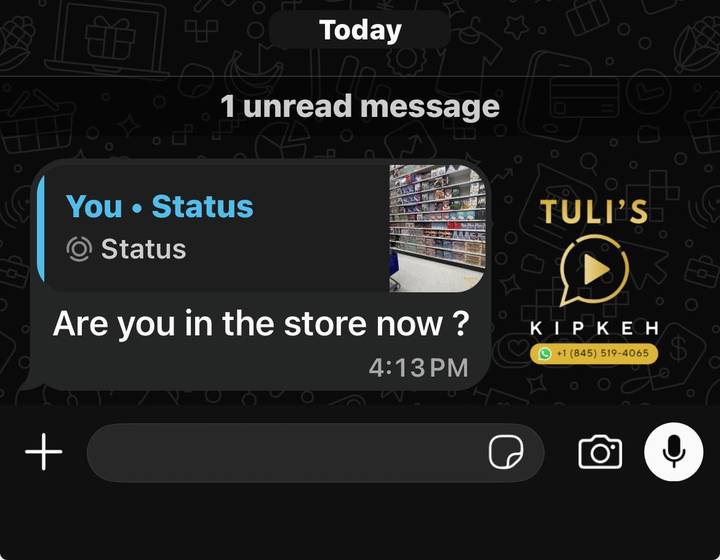 Today
1 unread message
You • Status
Status
Are you in the store now ?
4:13 PM
TULI'S
KIPKEH
+1 (845) 519-4065